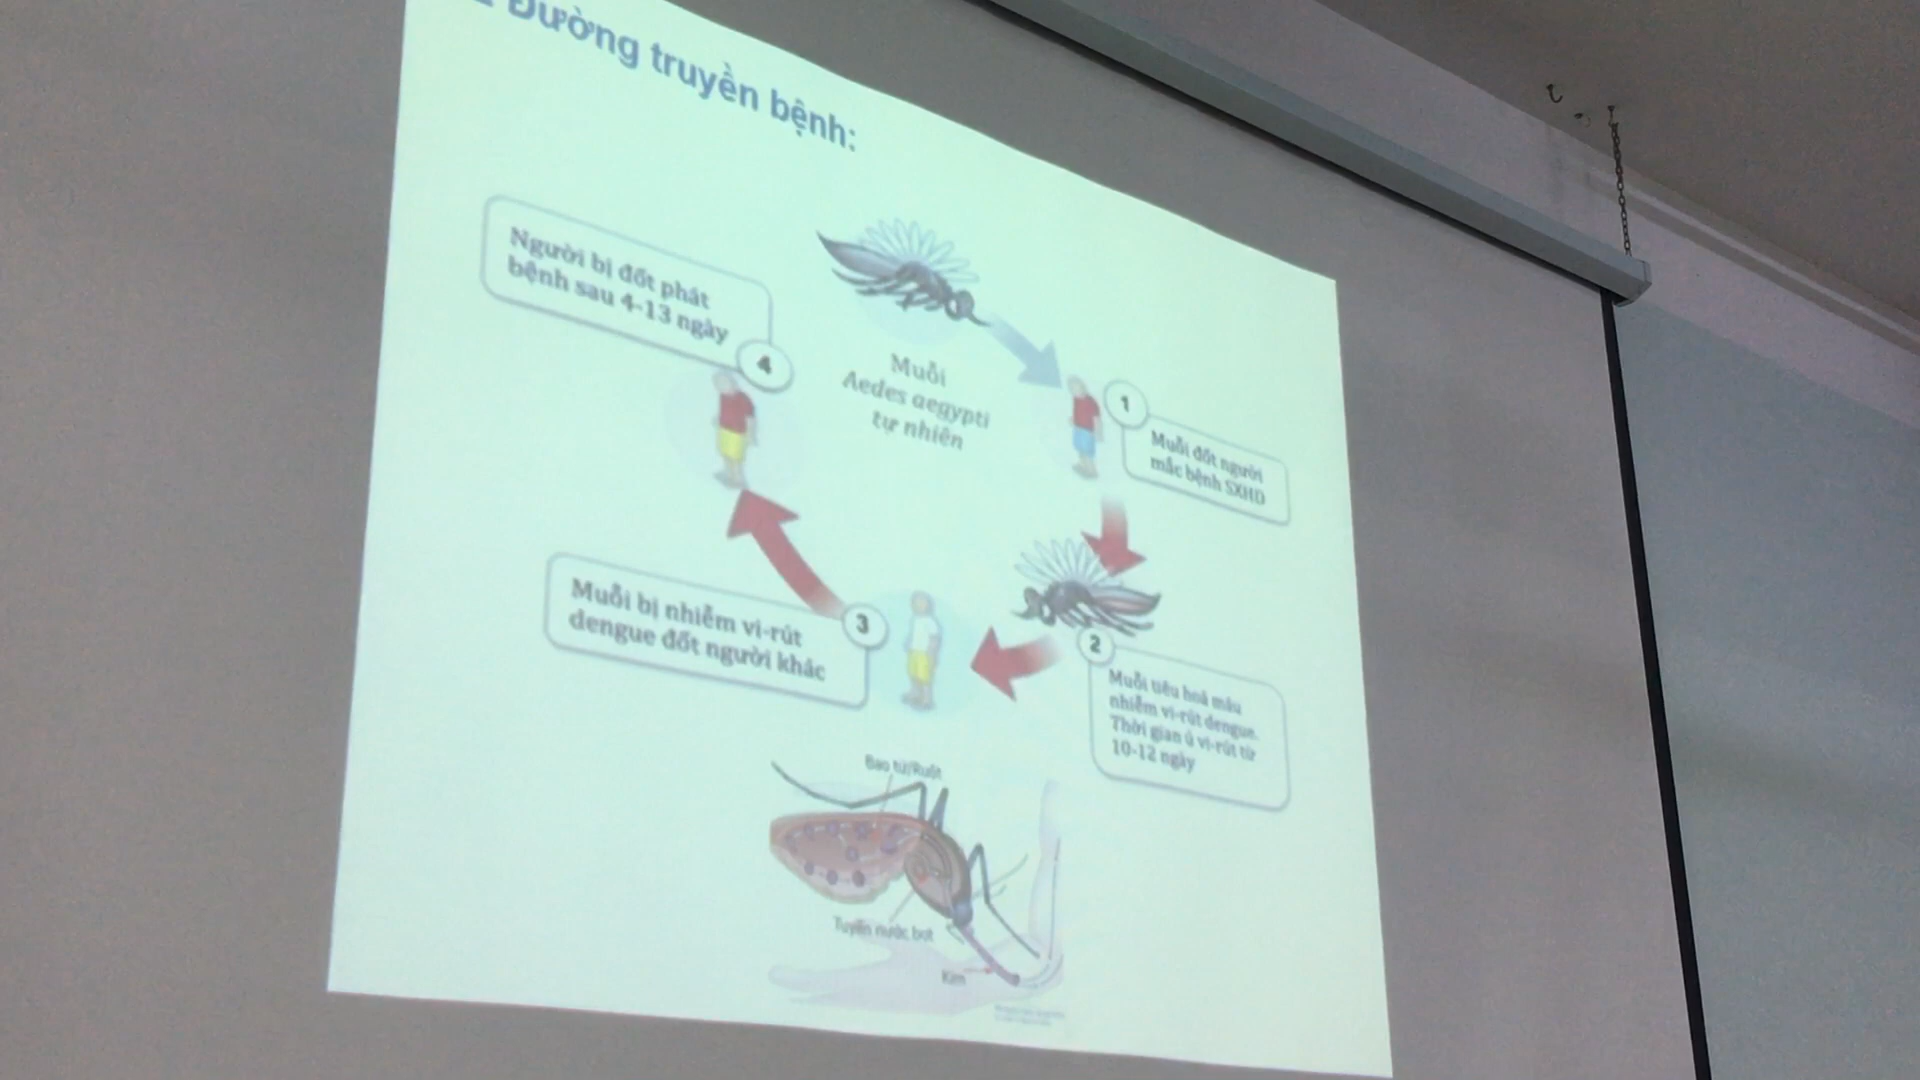 Đường truyền bệnh:
Muỗi
Aedes aegypti
tự nhiên
1
Muỗi đốt người
mắc bệnh SXHD
2
Muỗi tiêu hoá máu
nhiễm vi-rút dengue.
Thời gian ủ vi-rút từ
10-12 ngày
3
Muỗi bị nhiễm vi-rút
dengue đốt người khác
4
Người bị đốt phát
bệnh sau 4-13 ngày
Bao tử/Ruột
Tuyến nước bọt
Kim